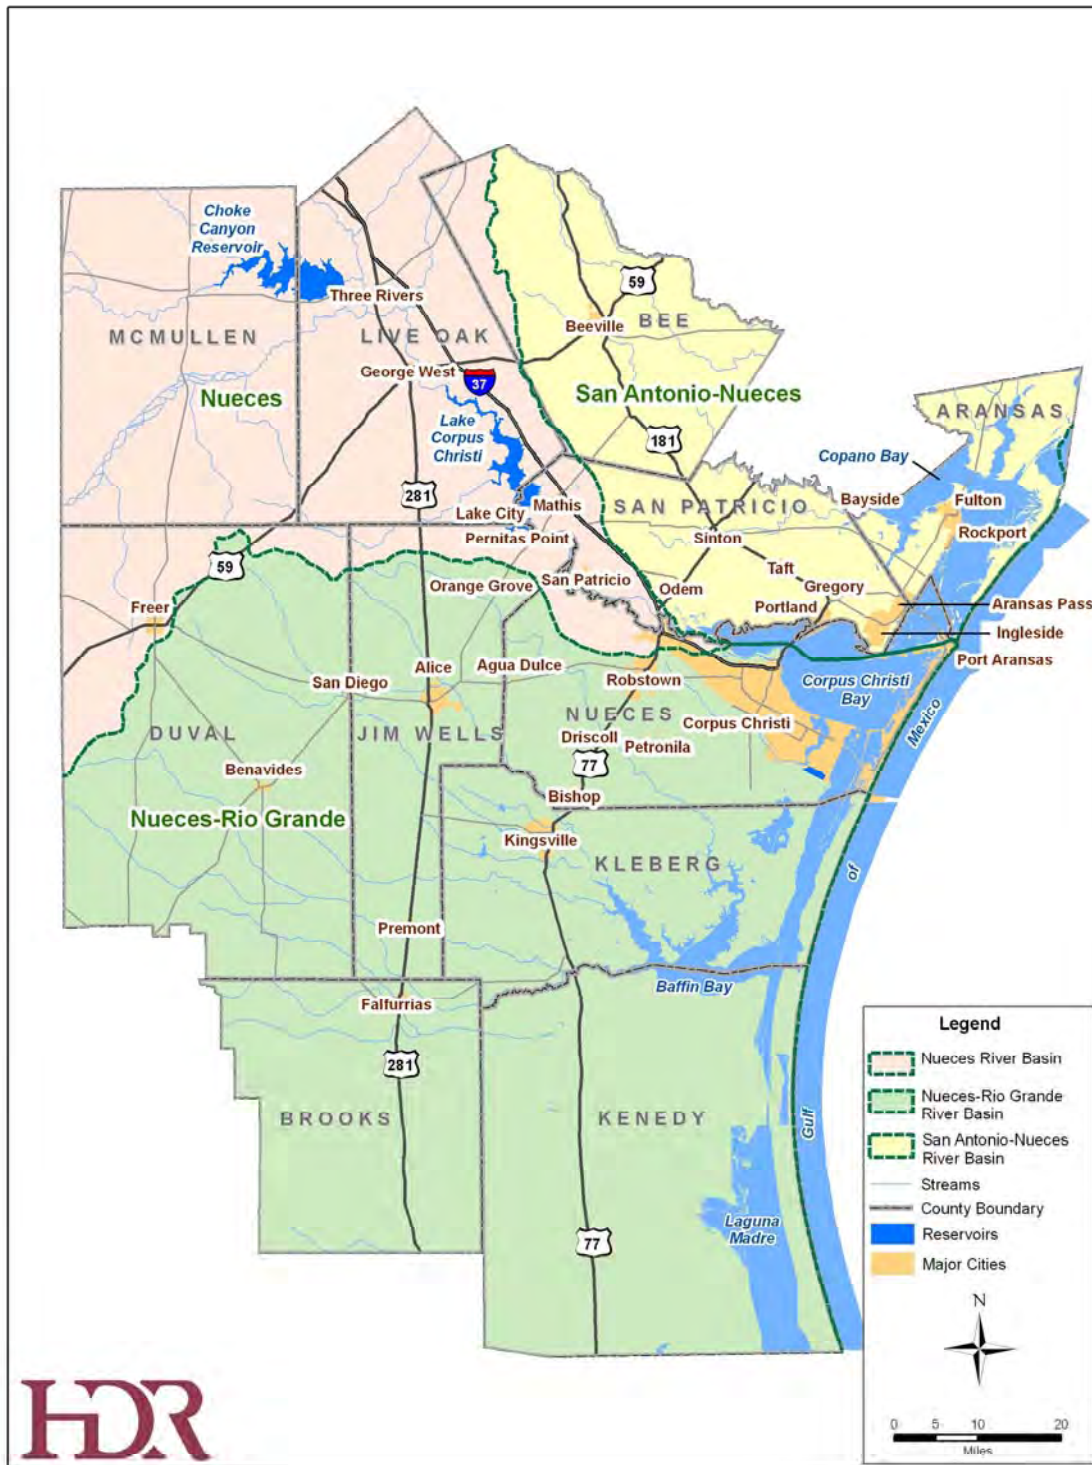 Choke
Canyon
Reservoir
Three Rivers
MCMULLEN
LIVE OAK
59
BEE
Beeville
George West
37
Nueces
San Antonio-Nueces
ARANSAS
Lake
Corpus
Christi
181
Copano Bay
281
Bayside
Fulton
Mathis
SAN PATRICIO
Lake City
Rockport
Pernitas Point
Sinton
59
Taft
Orange Grove
San Patricio
Odem
Gregory
Freer
Portland
Aransas Pass
Ingleside
Alice
Agua Dulce
Port Aransas
San Diego
Robstown
Corpus Christi
Bay
NUECES
Mexico
DUVAL
JIM WELLS
Driscoll
Corpus Christi
Petronila
77
Benavides
Bishop
Nueces-Rio Grande
Kingsville
KLEBERG
of
Premont
Baffin Bay
Falfurrias
281
BROOKS
KENEDY
Gulf
Laguna
Madre
77
Legend
Nueces River Basin
Nueces-Rio Grande
River Basin
San Antonio-Nueces
River Basin
Streams
County Boundary
Reservoirs
Major Cities
N
0 5 10 20
Miles
HDR